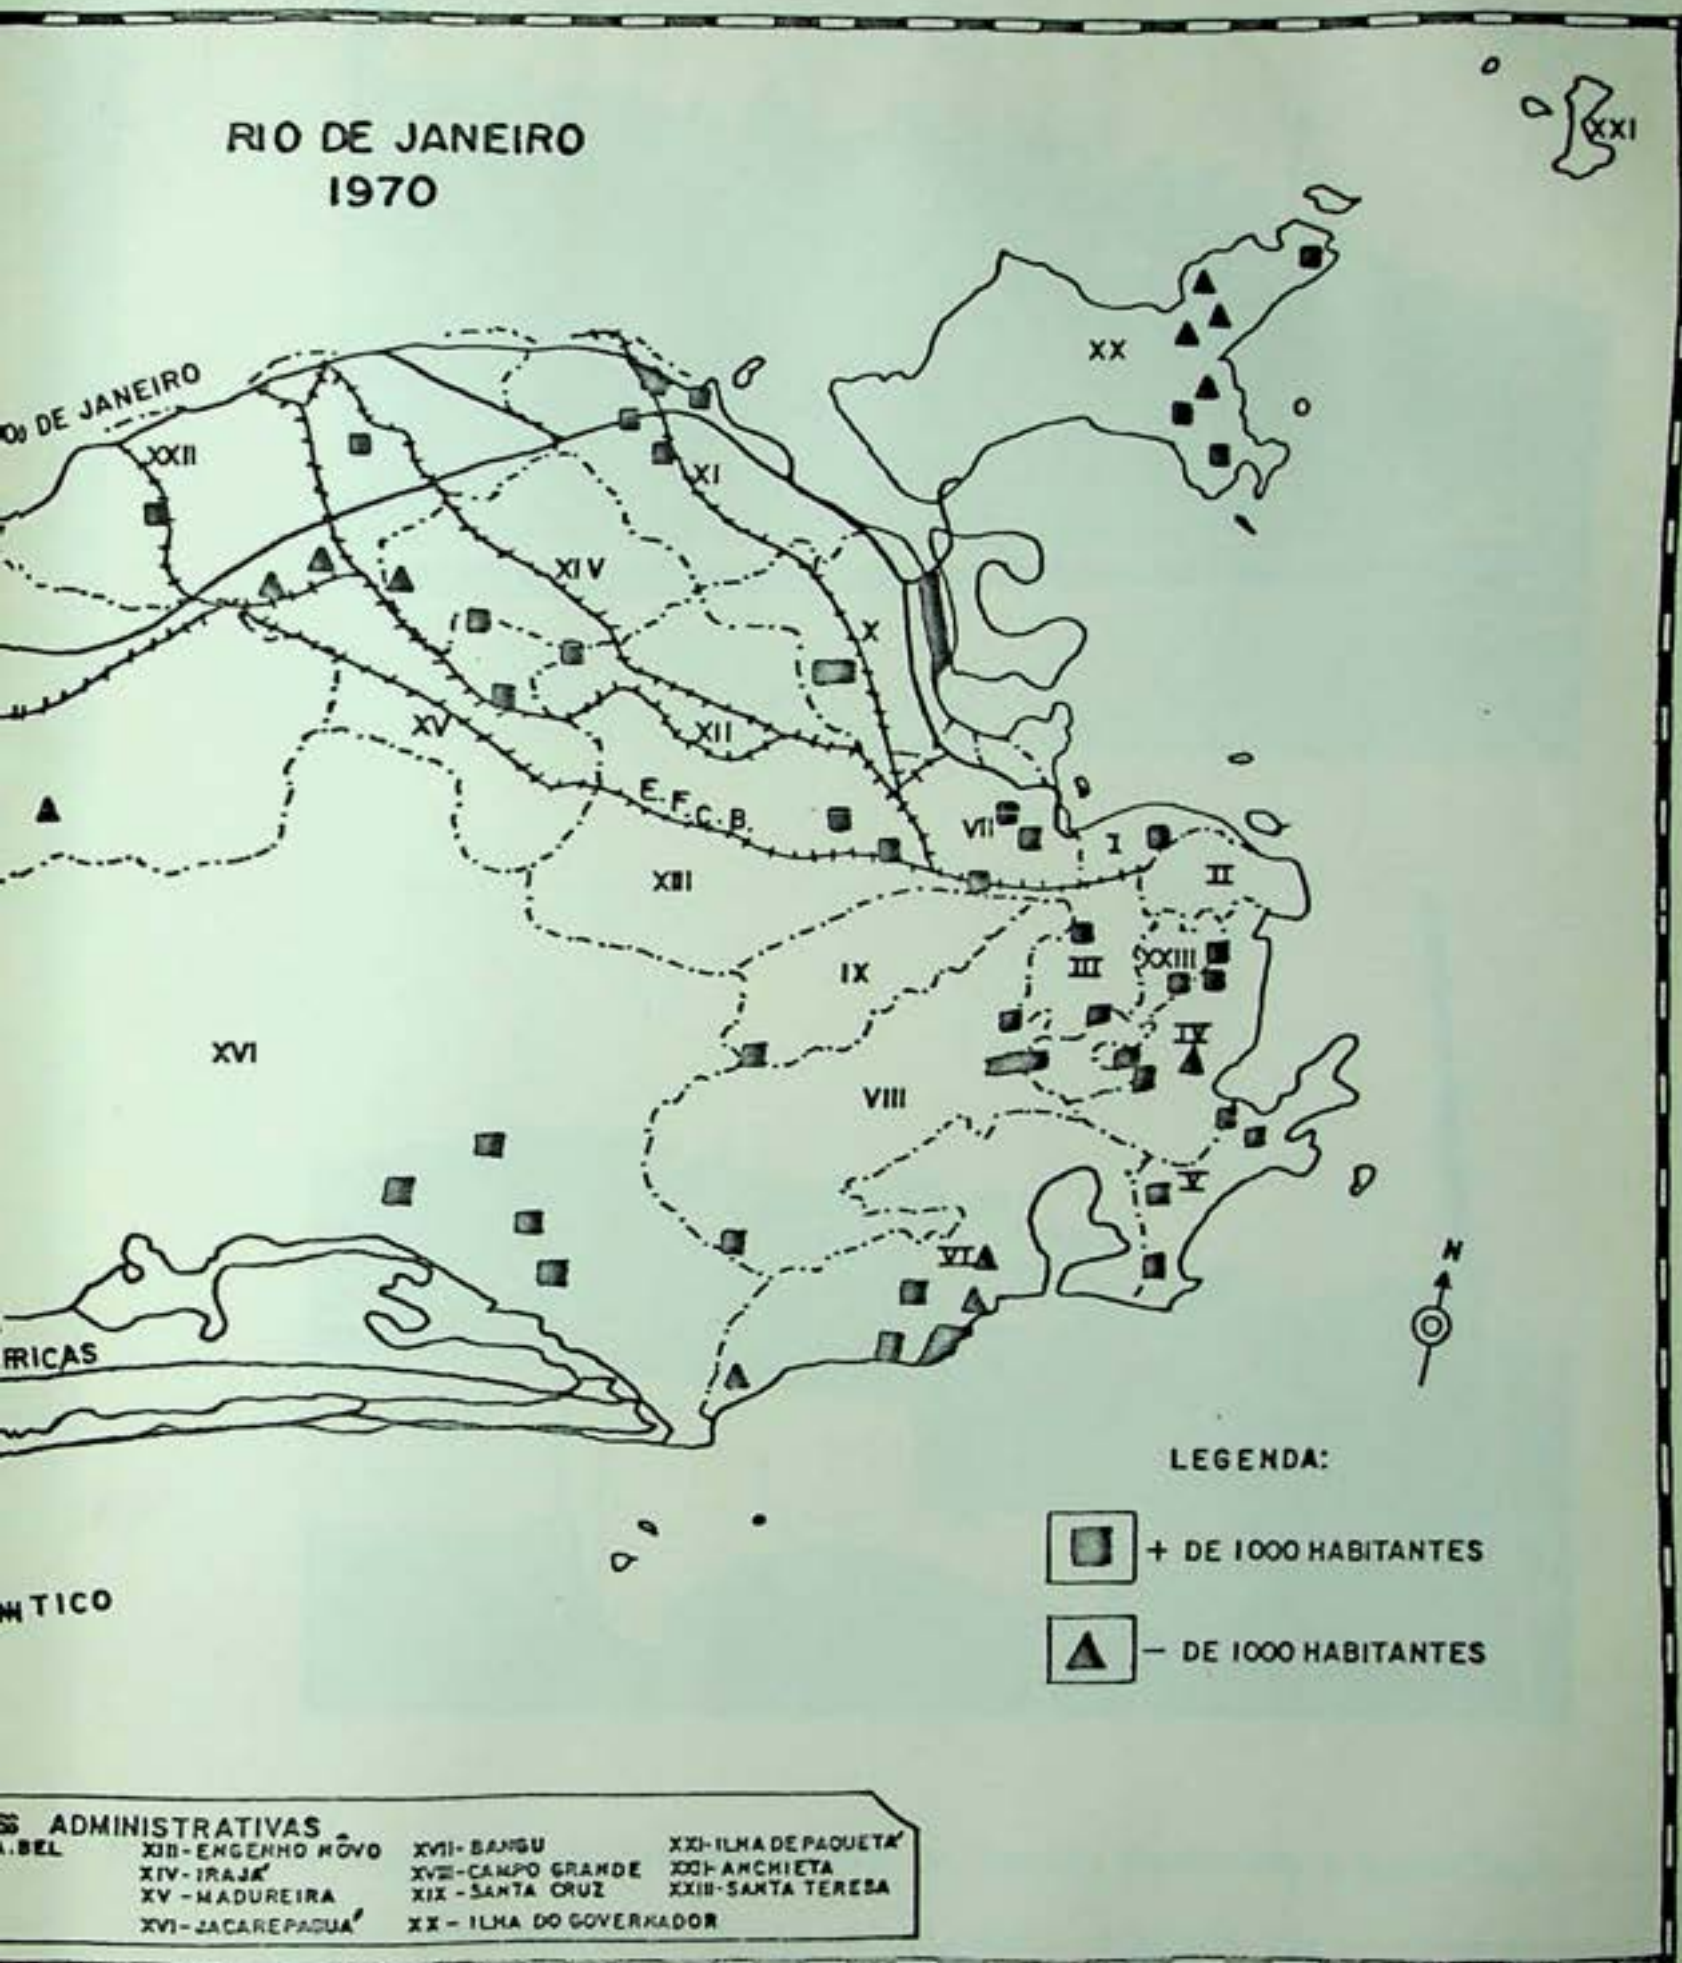 RIO DE JANEIRO
1970
XXI
XX
DE JANEIRO
XXII
XI
XIV
X
XV
XII
E.F.C.B.
VII
I
XIII
II
IX
III
XXIII
XVI
IV
VIII
V
VI
N
FRICAS
LEGENDA:
+ DE 1000 HABITANTES
TICO
- DE 1000 HABITANTES
ADMINISTRATIVAS
A.BEL XIII-ENGENHO NÔVO XVII-BANGU XXI-ILHA DE PAQUETÁ
XIV-IRAJÁ XVIII-CAMPO GRANDE XXII-ANCHIETA
XV-MADUREIRA XIX-SANTA CRUZ XXIII-SANTA TERESA
XVI-JACAREPAGUÁ XX-ILHA DO GOVERNADOR